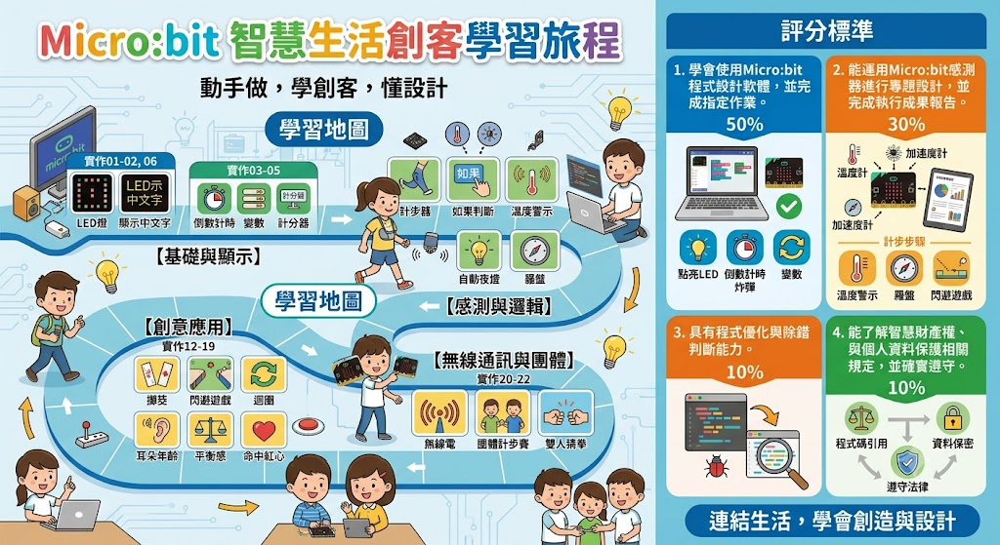 Micro:bit 智慧生活創客學習旅程
動手做，學創客，懂設計
學習地圖
micro:bit
實作01-02, 06
LED示
中文字
LED燈
顯示中文字
實作03-05
計分鏈
倒數計時
變數
計分器
【基礎與顯示】
如果
計步器
如果判斷
溫度警示
自動夜燈
羅盤
【感測與邏輯】
學習地圖
【創意應用】
實作12-19
擲筊
閃避遊戲
迴圈
耳朵年齡
平衡感
命中紅心
【無線通訊與團體】
實作20-22
無線電
團體計步賽
雙人猜拳
評分標準
1. 學會使用Micro:bit
程式設計軟體，並完
成指定作業。
50%
點亮LED
倒數計時
炸彈
變數
2. 能運用Micro:bit感測
器進行專題設計，並
完成執行成果報告。
30%
溫度計
加速度計
加速度計
計步步驟
溫度警示
羅盤
閃避遊戲
3. 具有程式優化與除錯
判斷能力。
10%
4. 能了解智慧財產權、
與個人資料保護相關
規定，並確實遵守。
10%
程式碼引用
資料保密
遵守法律
連結生活，學會創造與設計